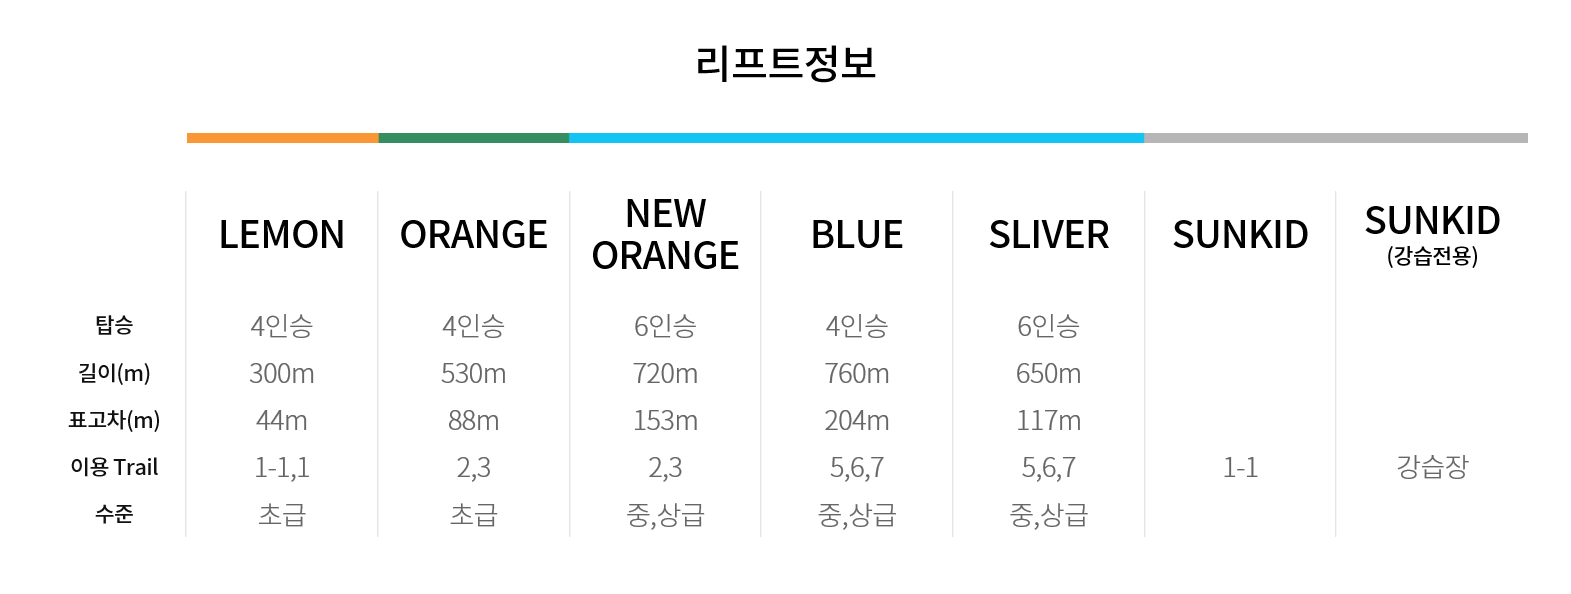 리프트정보
LEMON ORANGE NEW ORANGE BLUE SLIVER SUNKID SUNKID (강습전용)
탑승 4인승 4인승 6인승 4인승 6인승
길이(m) 300m 530m 720m 760m 650m
표고차(m) 44m 88m 153m 204m 117m
이용 Trail 1-1,1 2,3 2,3 5,6,7 5,6,7 1-1 강습장
수준 초급 초급 중,상급 중,상급 중,상급